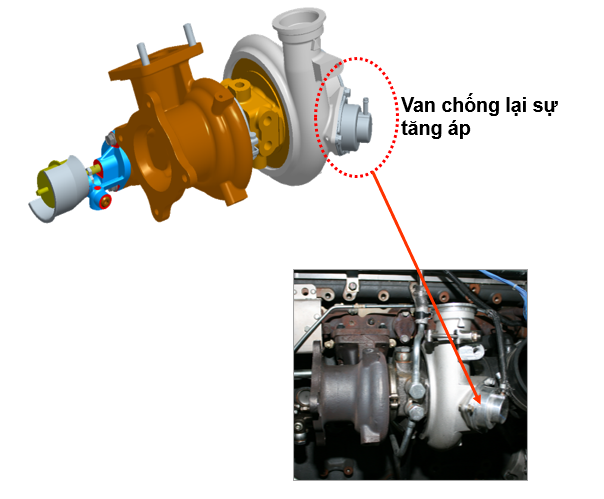 Van chống lại sự
tăng áp